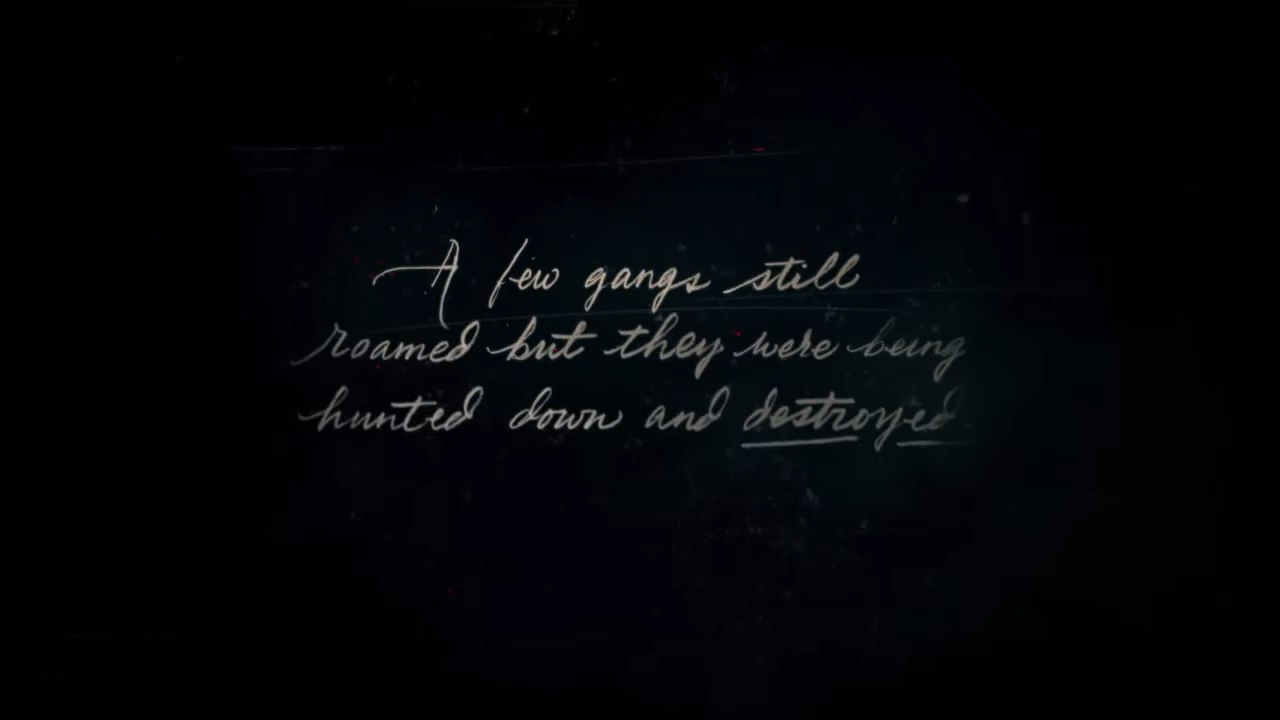 A few gangs still
roamed but they were being
hunted down and destroyed.